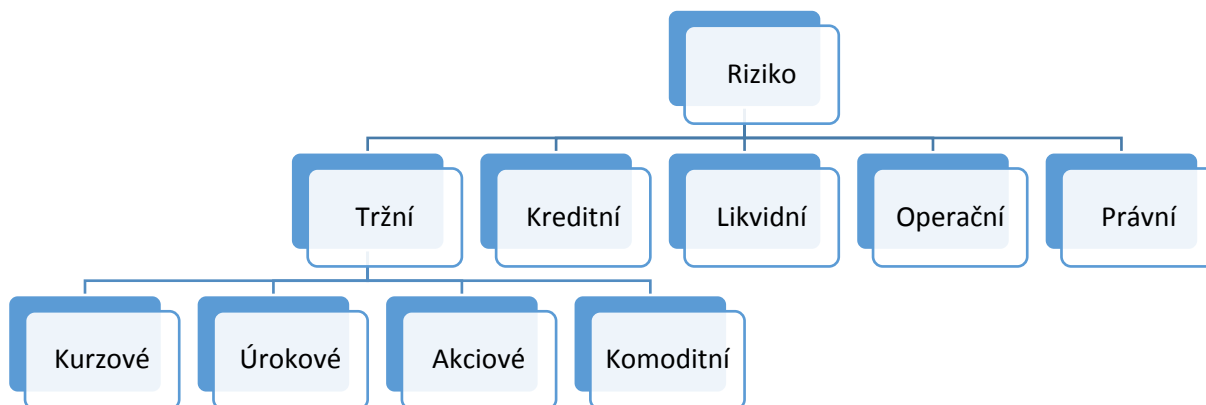 Riziko
Tržní
Kreditní
Likvidní
Operační
Právní
Kurzové
Úrokové
Akciové
Komoditní